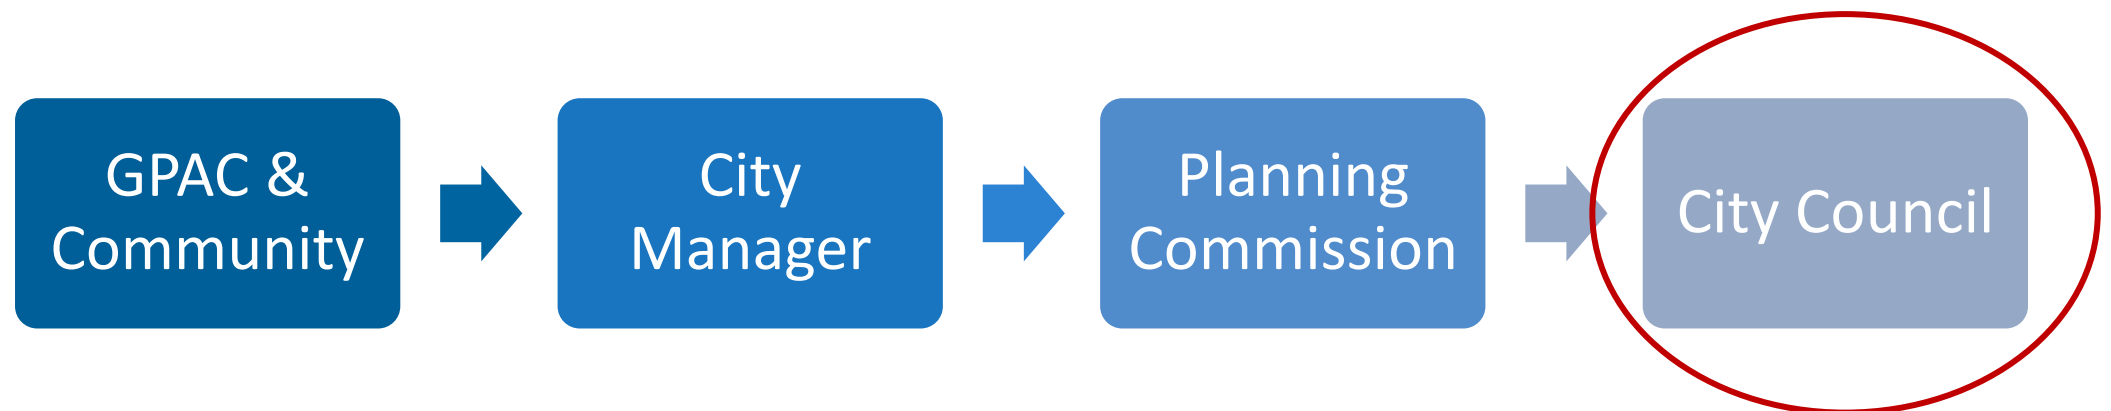 GPAC &
Community
City
Manager
Planning
Commission
City Council